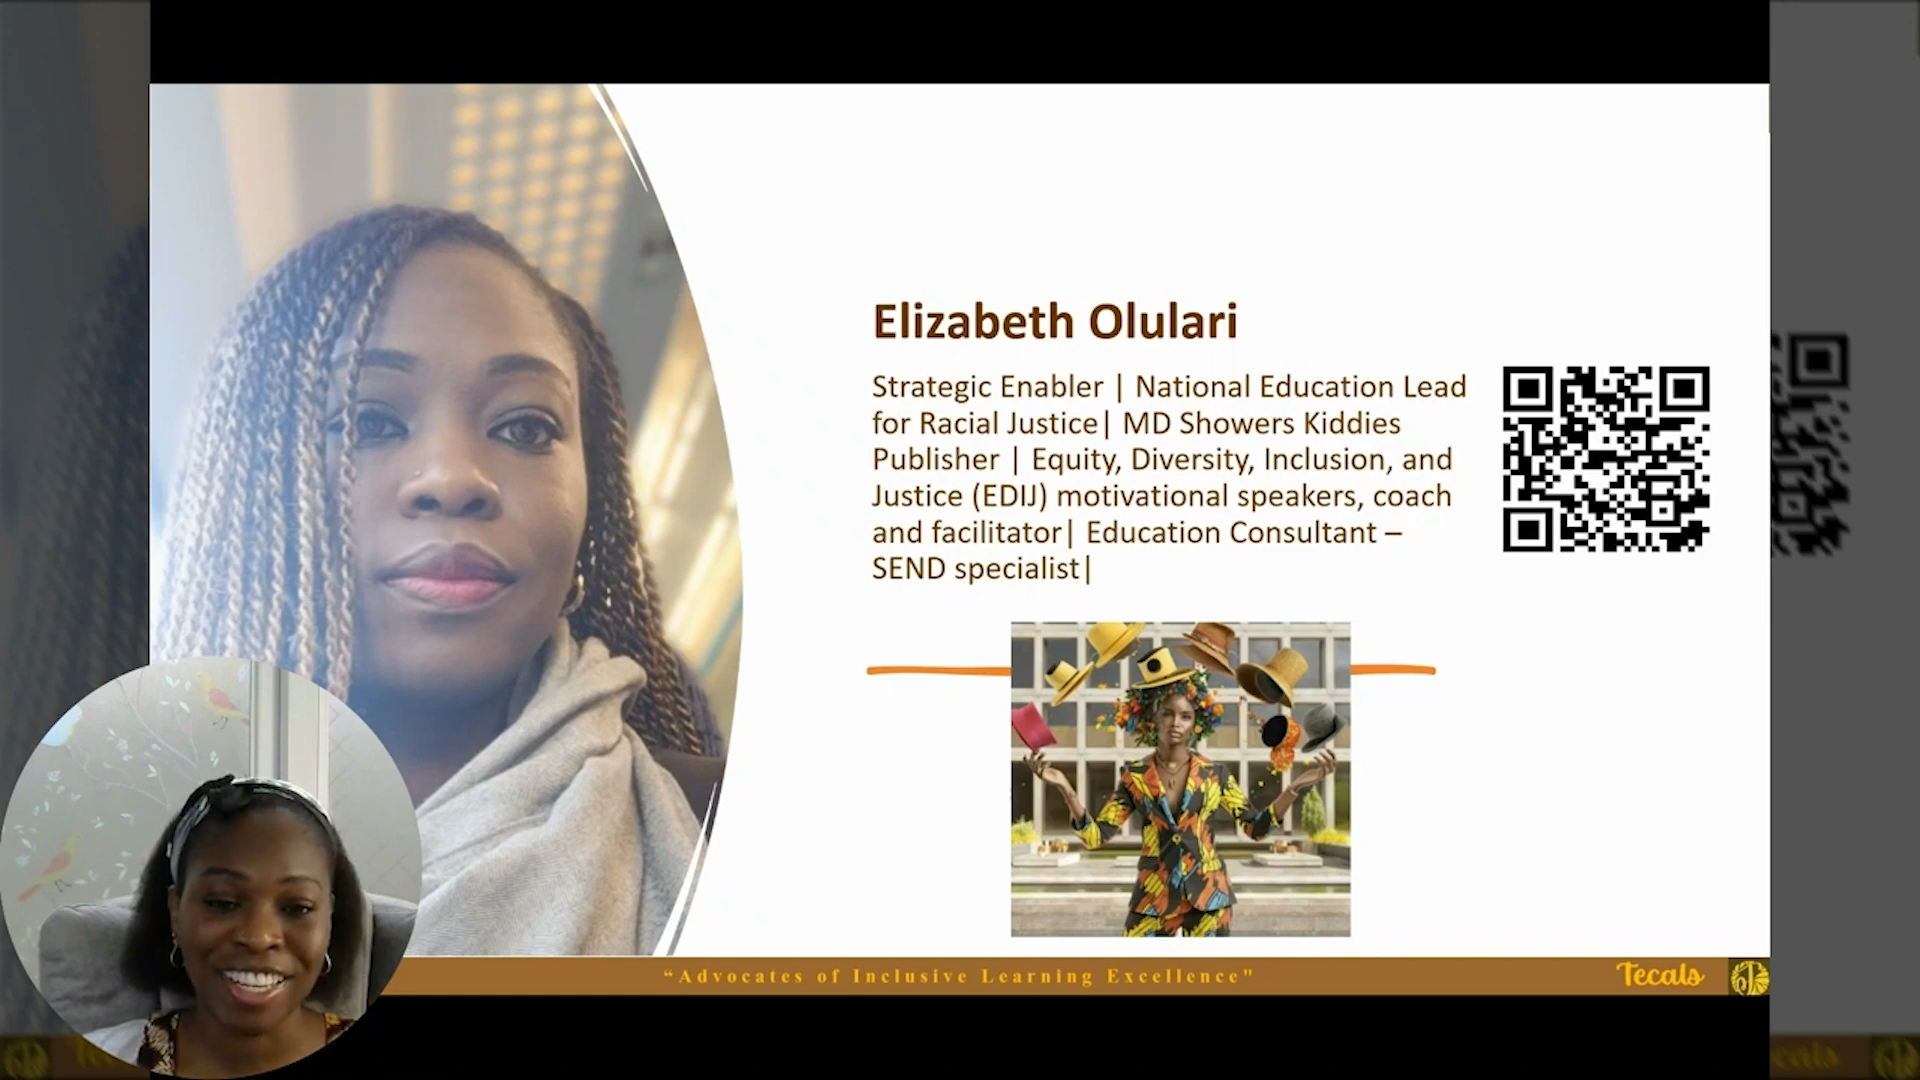 Elizabeth Olulari
Strategic Enabler | National Education Lead
for Racial Justice| MD Showers Kiddies
Publisher | Equity, Diversity, Inclusion, and
Justice (EDIJ) motivational speakers, coach
and facilitator| Education Consultant –
SEND specialist|
“Advocates of Inclusive Learning Excellence"
Tecals